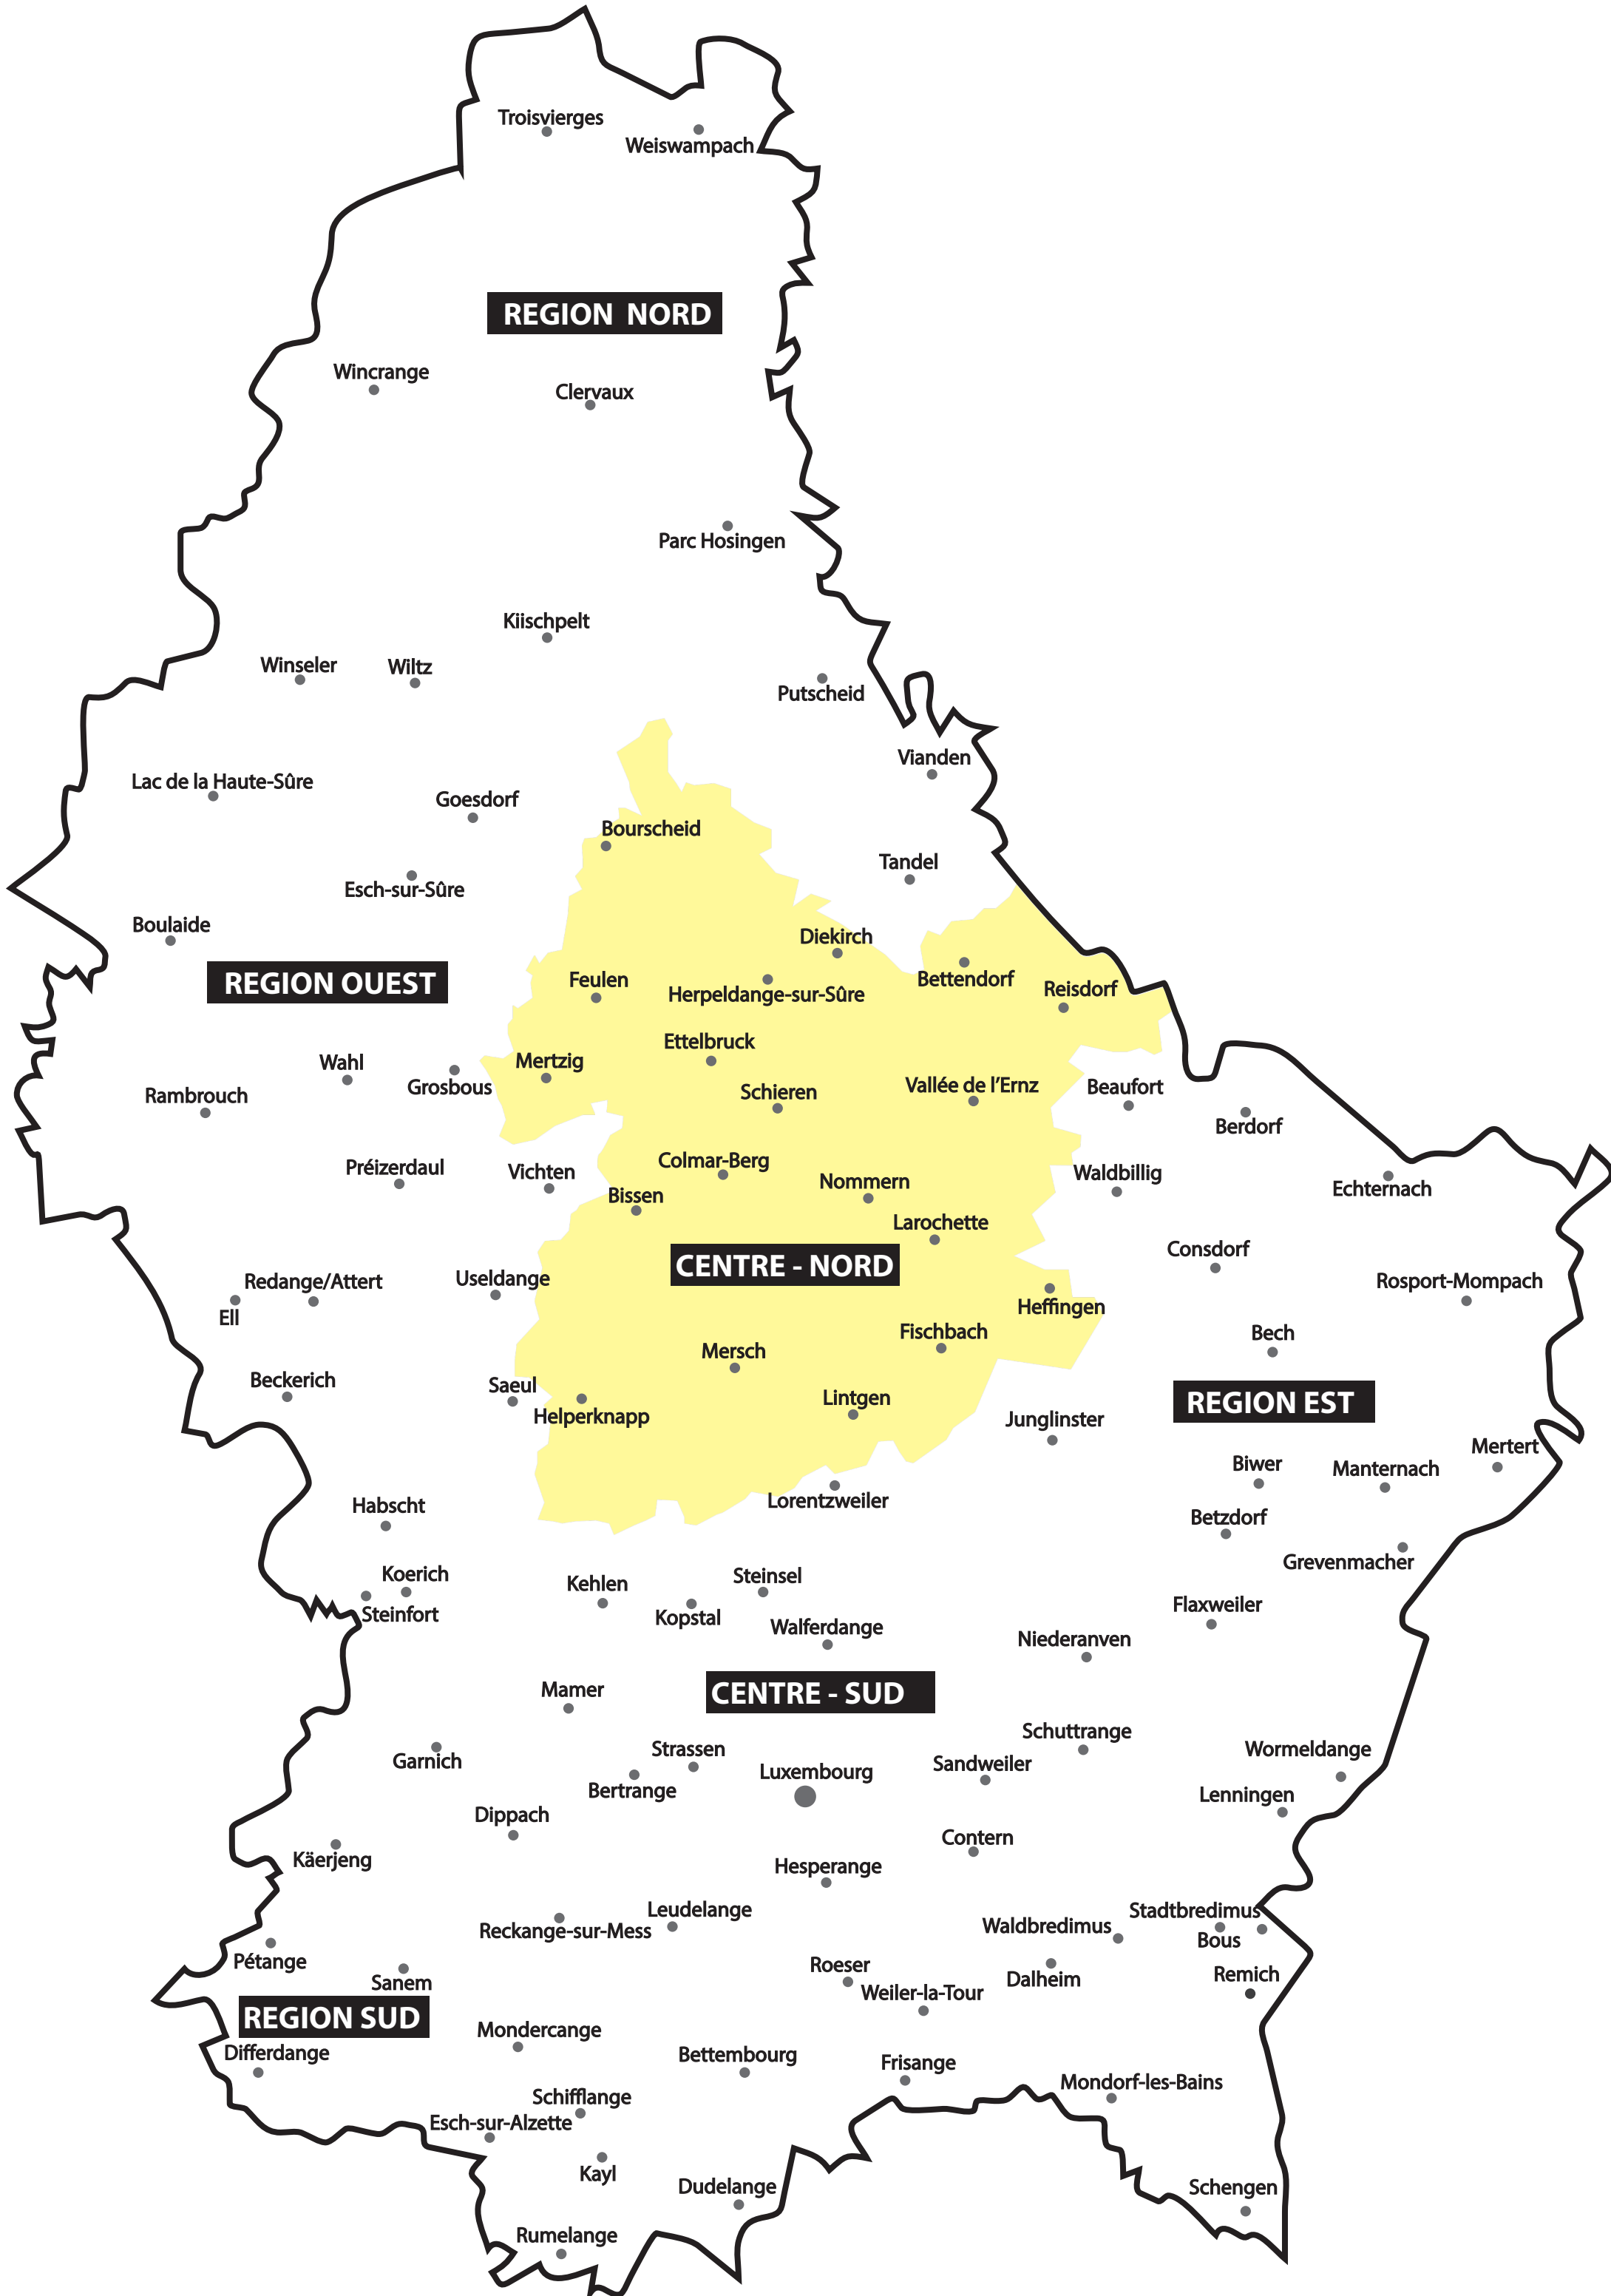 Troisvierges
Weiswampach
REGION NORD
Wincrange
Clervaux
Parc Hosingen
Kiischpelt
Winseler
Wiltz
Putscheid
Vianden
Lac de la Haute-Sûre
Goesdorf
Bourscheid
Tandel
Esch-sur-Sûre
Boulaide
Diekirch
REGION OUEST
Feulen
Herpeldange-sur-Sûre
Bettendorf
Reisdorf
Ettelbruck
Wahl
Mertzig
Grosbous
Rambrouch
Schieren
Vallée de l’Ernz
Beaufort
Berdorf
Préizerdaul
Vichten
Colmar-Berg
Bissen
Nommern
Waldbillig
Echternach
Larochette
CENTRE - NORD
Consdorf
Redange/Attert
Useldange
Rosport-Mompach
Ell
Heffingen
Fischbach
Bech
Mersch
Beckerich
Saeul
Helperknapp
Lintgen
REGION EST
Junglinster
Mertert
Biwer
Manternach
Habscht
Lorentzweiler
Betzdorf
Grevenmacher
Koerich
Kehlen
Steinsel
Steinfort
Kopstal
Walferdange
Flaxweiler
Niederanven
Mamer
CENTRE - SUD
Schuttrange
Garnich
Strassen
Wormeldange
Bertrange
Luxembourg
Sandweiler
Lenningen
Dippach
Contern
Käerjeng
Hesperange
Leudelange
Reckange-sur-Mess
Waldbredimus
Stadtbredimus
Bous
Pétange
Sanem
Roeser
Weiler-la-Tour
Dalheim
Remich
REGION SUD
Mondercange
Differdange
Bettembourg
Frisange
Mondorf-les-Bains
Schifflange
Esch-sur-Alzette
Kayl
Dudelange
Schengen
Rumelange